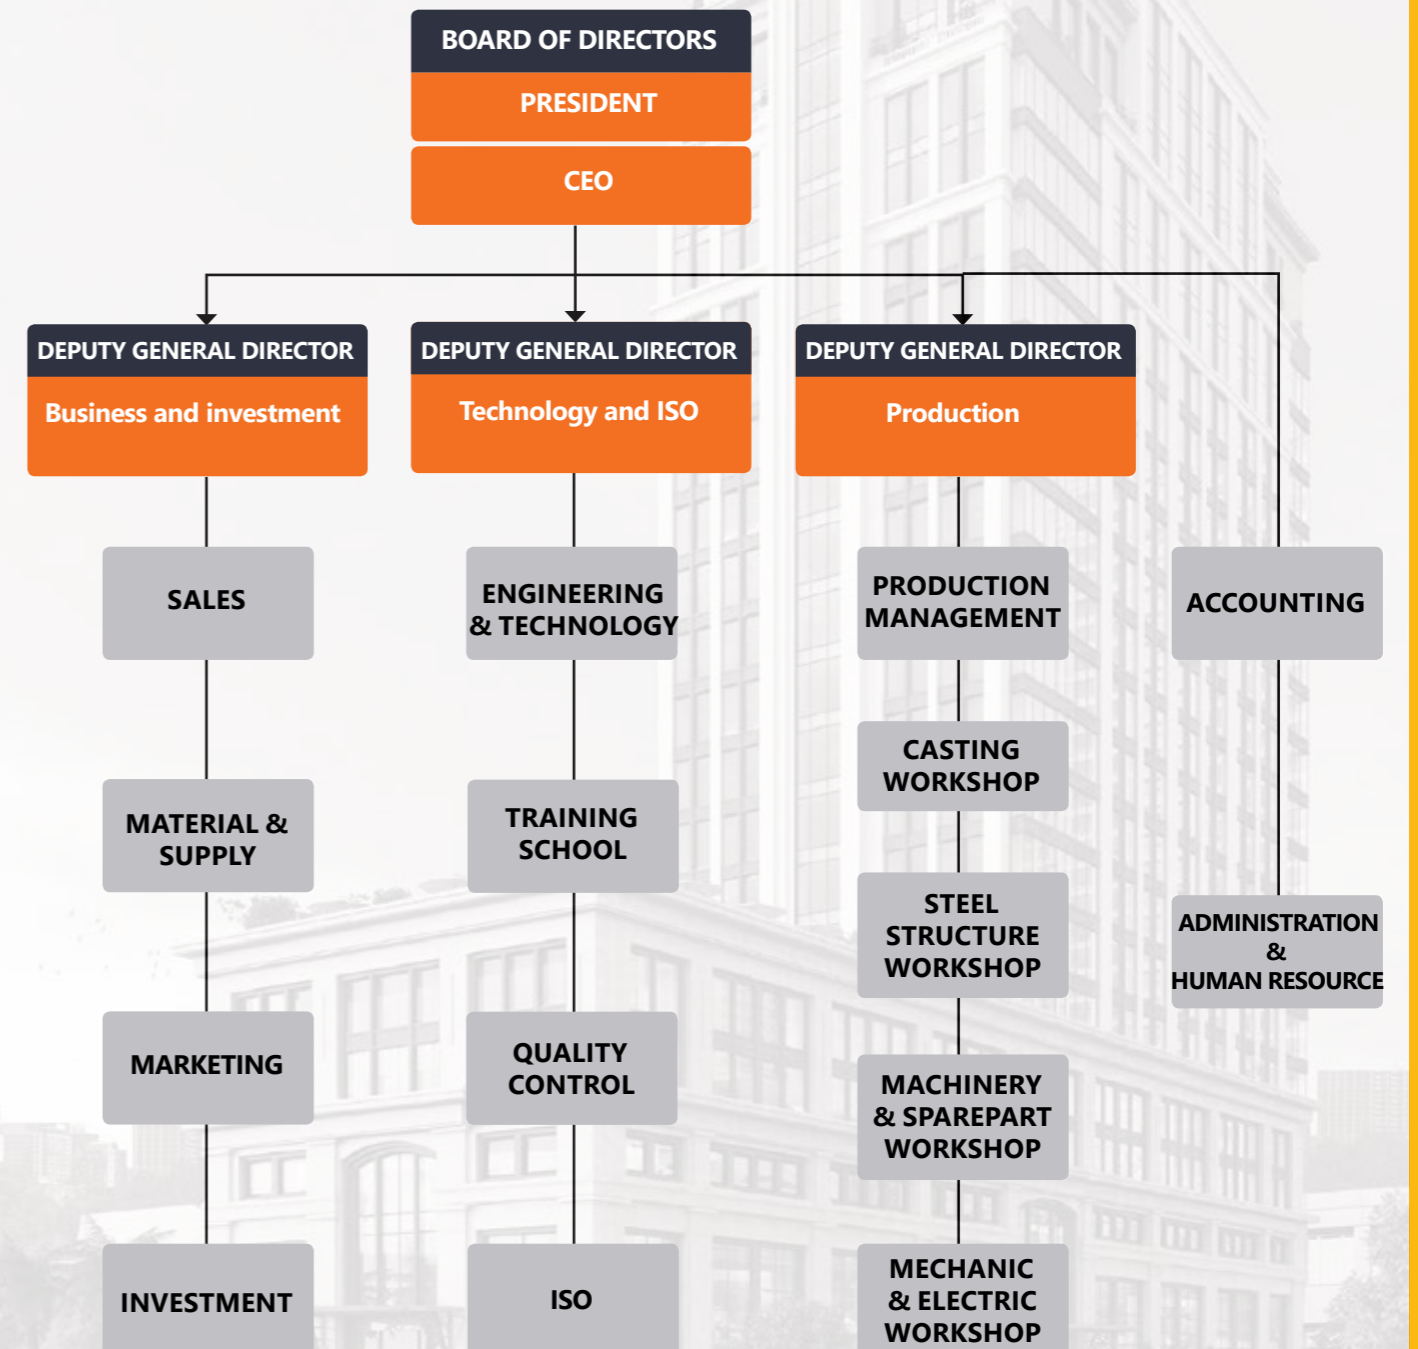 BOARD OF DIRECTORS
PRESIDENT
CEO
DEPUTY GENERAL DIRECTOR
Business and investment
DEPUTY GENERAL DIRECTOR
Technology and ISO
DEPUTY GENERAL DIRECTOR
Production
SALES
MATERIAL &
SUPPLY
MARKETING
INVESTMENT
ENGINEERING
& TECHNOLOGY
TRAINING
SCHOOL
QUALITY
CONTROL
ISO
PRODUCTION
MANAGEMENT
CASTING
WORKSHOP
STEEL
STRUCTURE
WORKSHOP
MACHINERY
& SPAREPART
WORKSHOP
MECHANIC
& ELECTRIC
WORKSHOP
ACCOUNTING
ADMINISTRATION
&
HUMAN RESOURCE